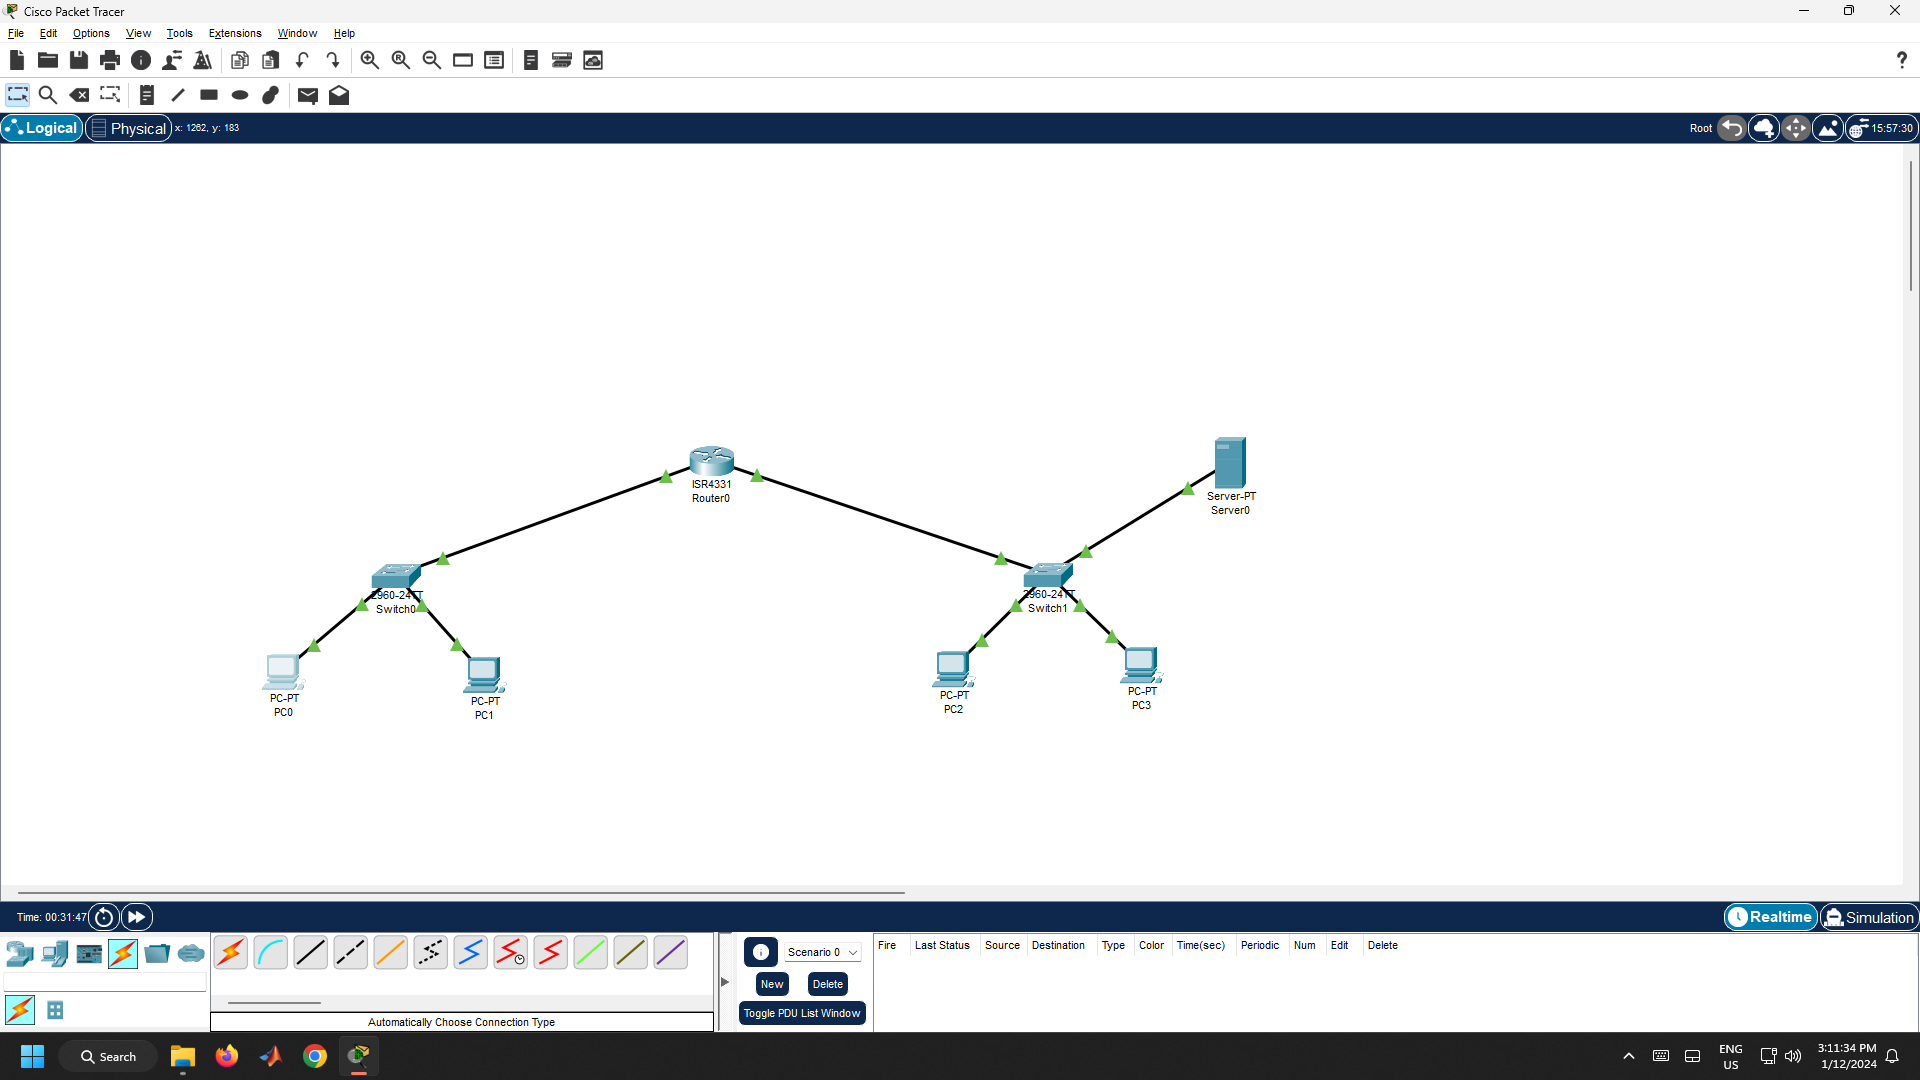 Cisco Packet Tracer
File Edit Options View Tools Extensions Window Help
?
Logical Physical x: 1262, y: 183 Root 15:57:30
ISR4331
Router0
Server-PT
Server0
2960-24TT
Switch0
2960-24TT
Switch1
PC-PT
PC0
PC-PT
PC1
PC-PT
PC2
PC-PT
PC3
Time: 00:31:47 Realtime Simulation
Scenario 0
New Delete
Toggle PDU List Window
Fire Last Status Source Destination Type Color Time(sec) Periodic Num Edit Delete
Automatically Choose Connection Type
Search
ENG
US
3:11:34 PM
1/12/2024